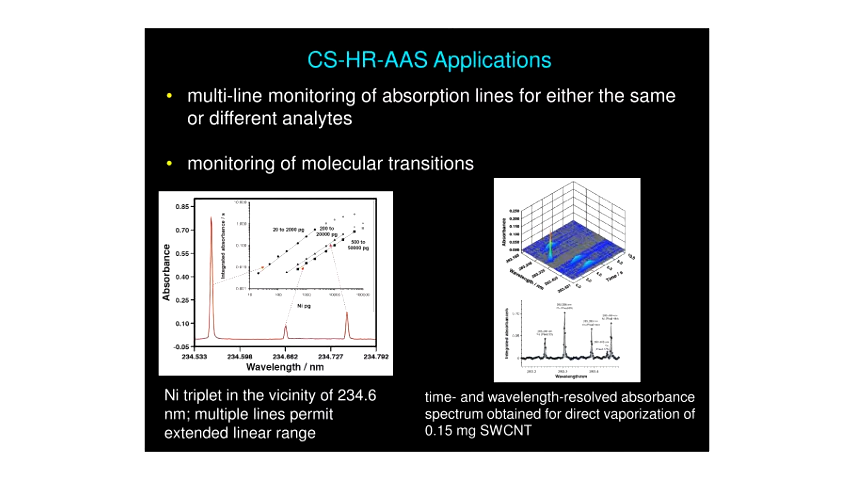 CS-HR-AAS Applications
• multi-line monitoring of absorption lines for either the same
or different analytes
• monitoring of molecular transitions
0.85
0.70
0.55
0.40
0.25
0.10
-0.05
Absorbance
234.533 234.598 234.662 234.727 234.792
Wavelength / nm
Integrated absorbance / s
20 to 2000 pg
200 to
20000 pg
500 to
50000 pg
Ni pg
Absorbance
Wavelength / nm
Time / s
Integrated absorbance/s
Wavelength/nm
Ni triplet in the vicinity of 234.6
nm; multiple lines permit
extended linear range
time- and wavelength-resolved absorbance
spectrum obtained for direct vaporization of
0.15 mg SWCNT